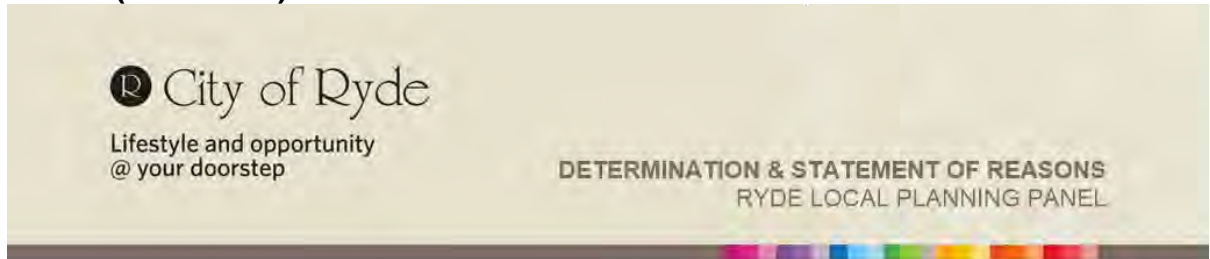 City of Ryde
Lifestyle and opportunity
@ your doorstep
DETERMINATION & STATEMENT OF REASONS
RYDE LOCAL PLANNING PANEL